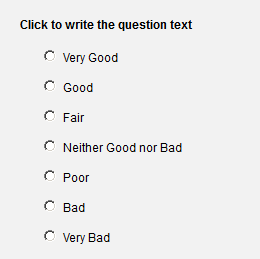 Click to write the question text
Very Good
Good
Fair
Neither Good nor Bad
Poor
Bad
Very Bad